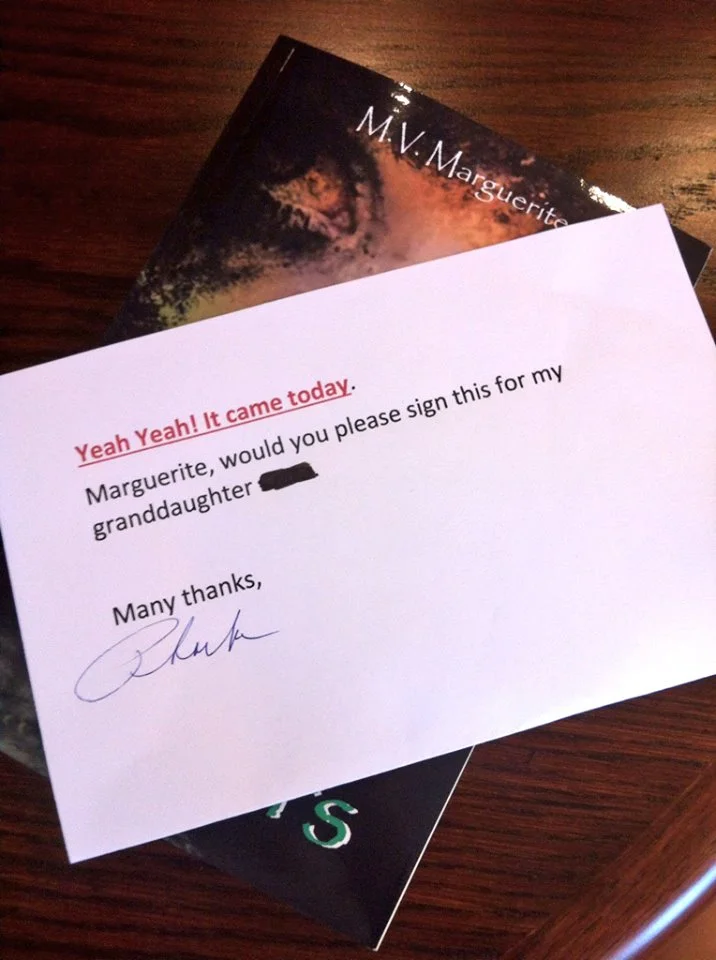 M.V. Marguerite
Yeah Yeah! It came today.
Marguerite, would you please sign this for my
granddaughter
Many thanks,
's